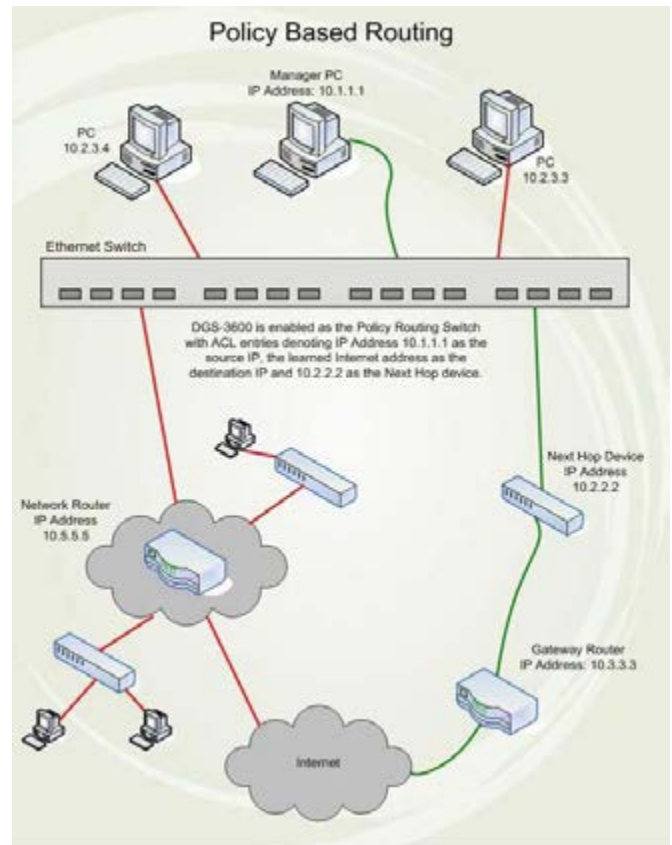 Policy Based Routing
Manager PC
IP Address: 10.1.1.1
PC
10.2.3.4
PC
10.2.3.3
Ethernet Switch
DGS-3600 is enabled as the Policy Routing Switch
with ACL entries denoting IP Address 10.1.1.1 as the
source IP, the learned Internet address as the
destination IP and 10.2.2.2 as the Next Hop device.
Next Hop Device
IP Address
10.2.2.2
Network Router
IP Address
10.5.5.5
Gateway Router
IP Address: 10.3.3.3
Internet